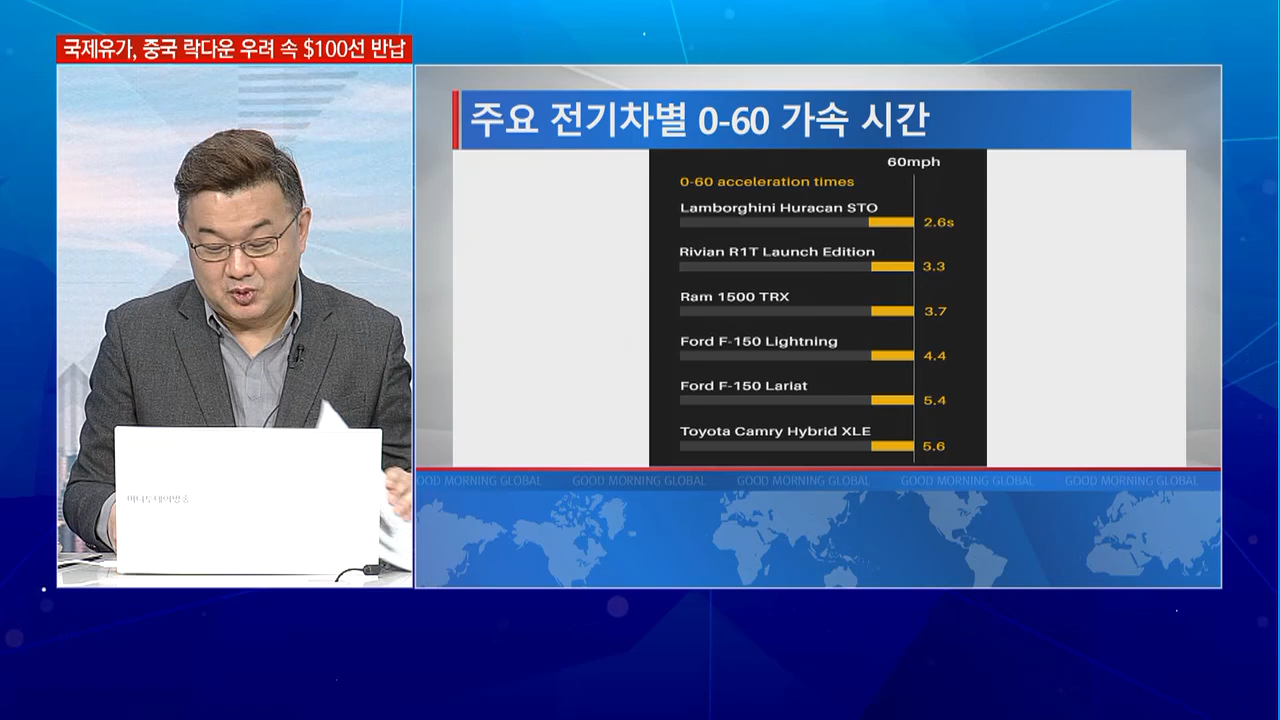 국제유가, 중국 락다운 우려 속 $100선 반납
주요 전기차별 0-60 가속 시간
60mph
0-60 acceleration times
Lamborghini Huracan STO
2.6s
Rivian R1T Launch Edition
3.3
Ram 1500 TRX
3.7
Ford F-150 Lightning
4.4
Ford F-150 Lariat
5.4
Toyota Camry Hybrid XLE
5.6
OOD MORNING GLOBAL GOOD MORNING GLOBAL GOOD MORNING GLOBAL GOOD MORNING GLOBAL GOOD MORNING GLOBAL